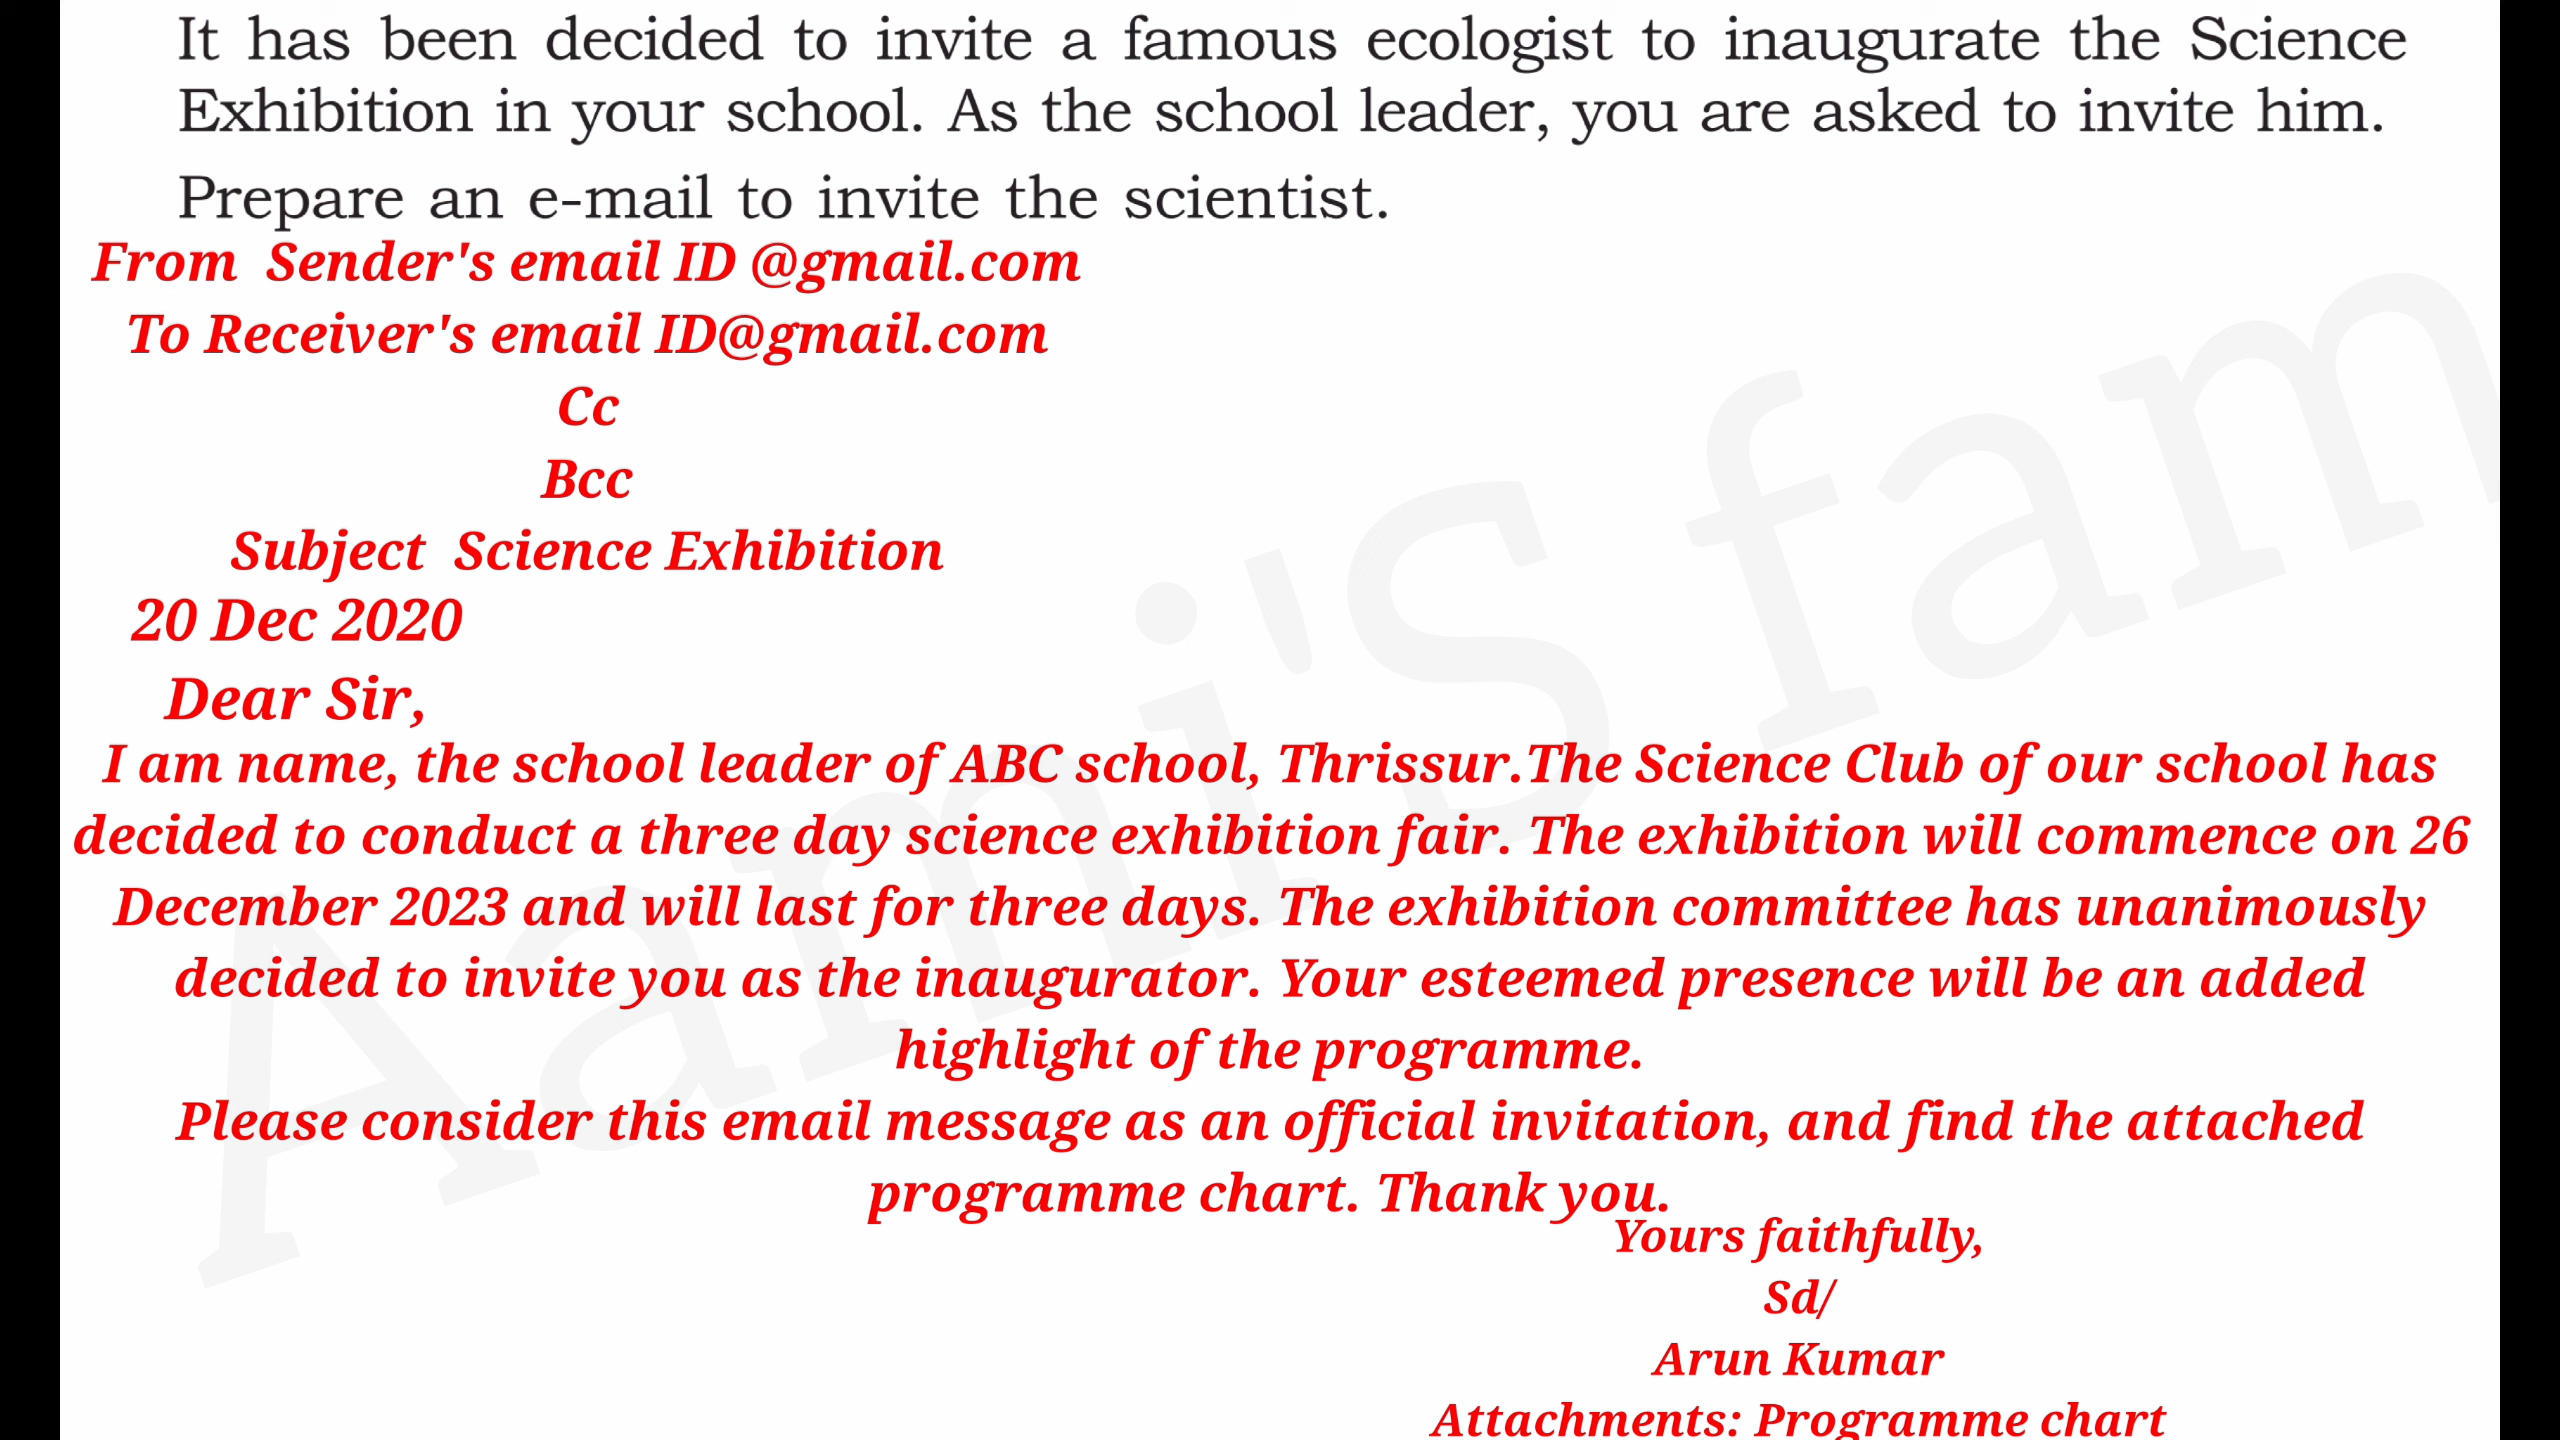 It has been decided to invite a famous ecologist to inaugurate the Science
Exhibition in your school. As the school leader, you are asked to invite him.
Prepare an e-mail to invite the scientist.
From  Sender's email ID @gmail.com
To Receiver's email ID@gmail.com
Cc
Bcc
Subject  Science Exhibition
20 Dec 2020
Dear Sir,
I am name, the school leader of ABC school, Thrissur.The Science Club of our school has
decided to conduct a three day science exhibition fair. The exhibition will commence on 26
December 2023 and will last for three days. The exhibition committee has unanimously
decided to invite you as the inaugurator. Your esteemed presence will be an added
highlight of the programme.
Please consider this email message as an official invitation, and find the attached
programme chart. Thank you.
Yours faithfully,
Sd/
Arun Kumar
Attachments: Programme chart
Aami'S fam